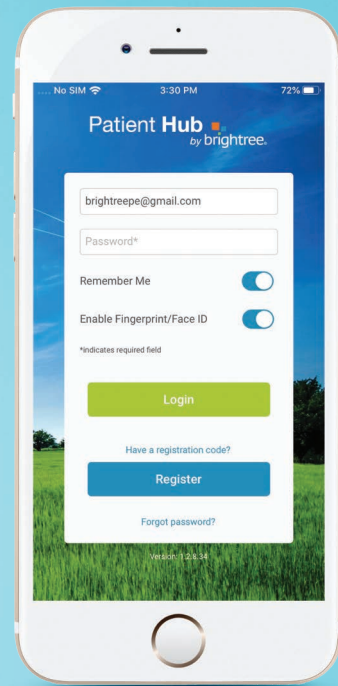 .... No SIM 3:30 PM 72%
Patient Hub
by brightree.
brightreepe@gmail.com
Password*
Remember Me
Enable Fingerprint/Face ID
*indicates required field
Login
Have a registration code?
Register
Forgot password?
Version: 1.2.8.34